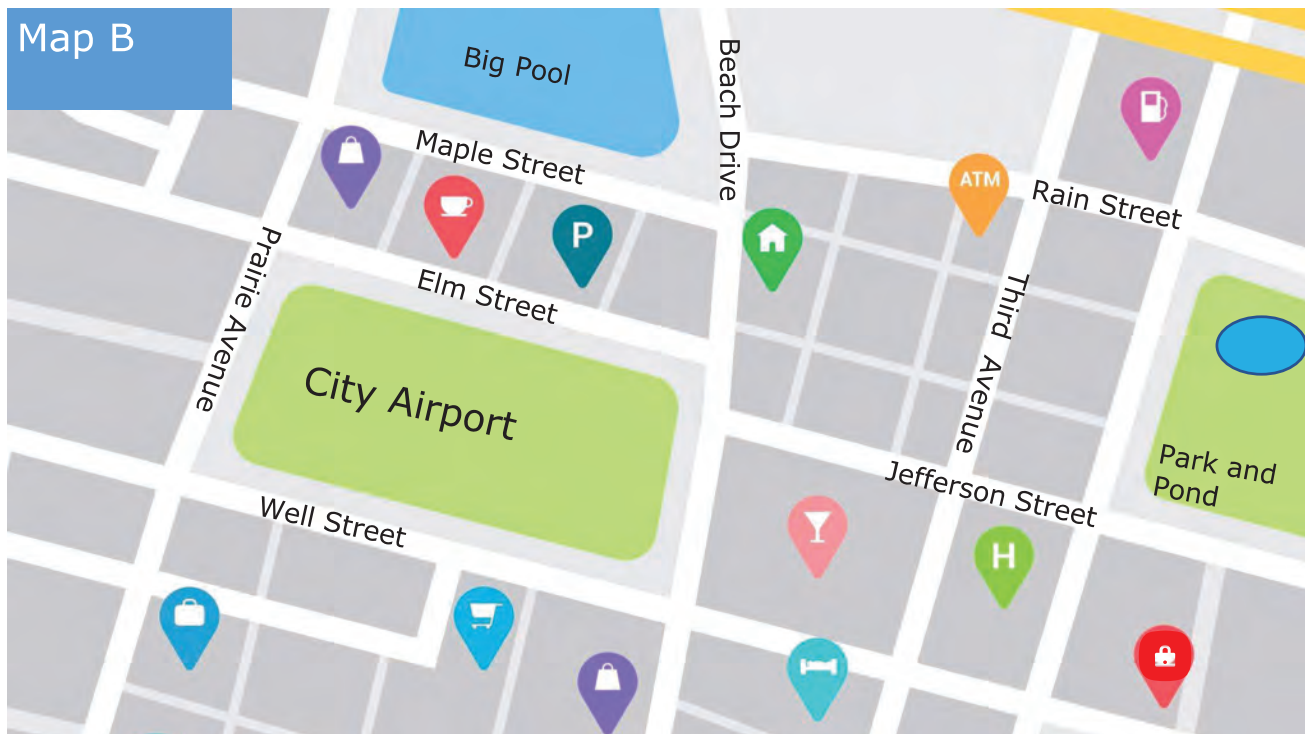 Map B
Big Pool
Beach Drive
Maple Street
ATM
Rain Street
P
Elm Street
Prairie Avenue
Third Avenue
City Airport
Park and
Pond
Jefferson Street
Well Street
H